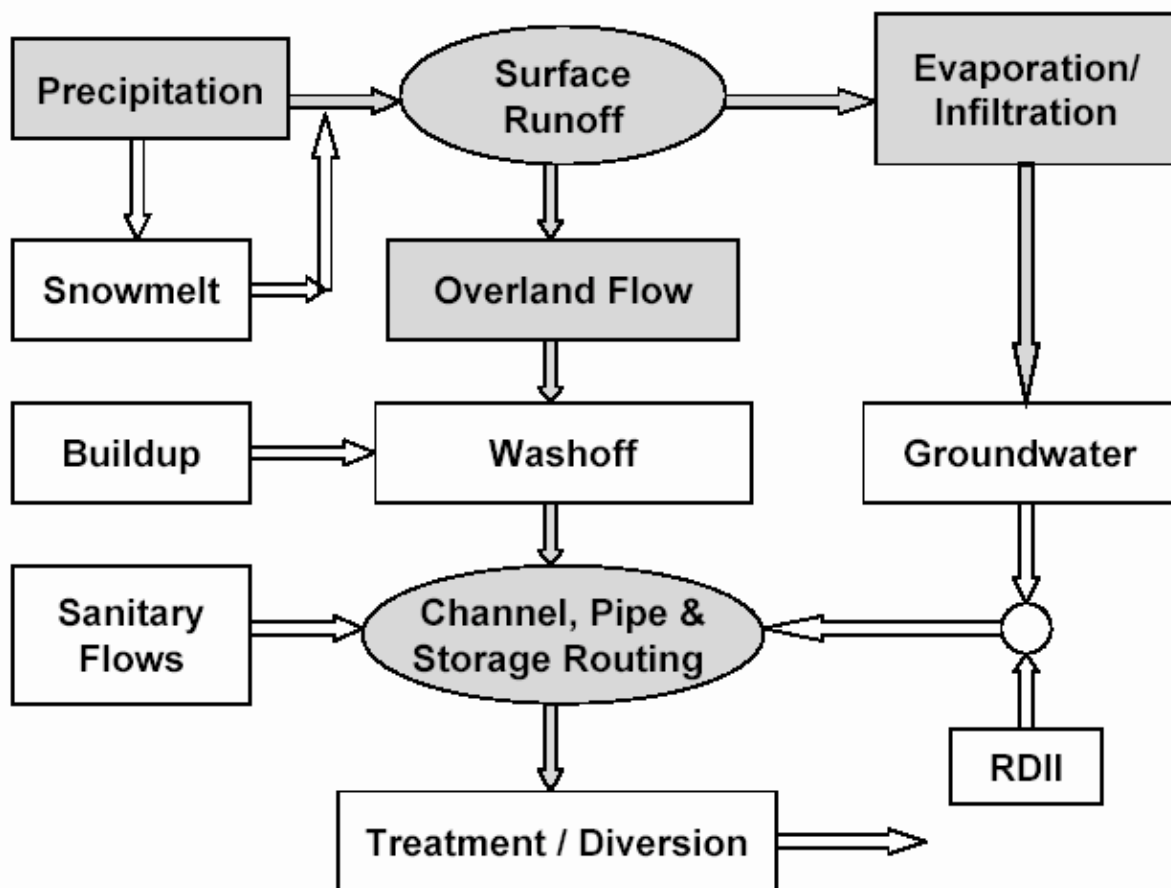 Precipitation
Surface
Runoff
Evaporation/
Infiltration
Snowmelt
Overland Flow
Buildup
Washoff
Groundwater
Sanitary
Flows
Channel, Pipe &
Storage Routing
RDII
Treatment / Diversion